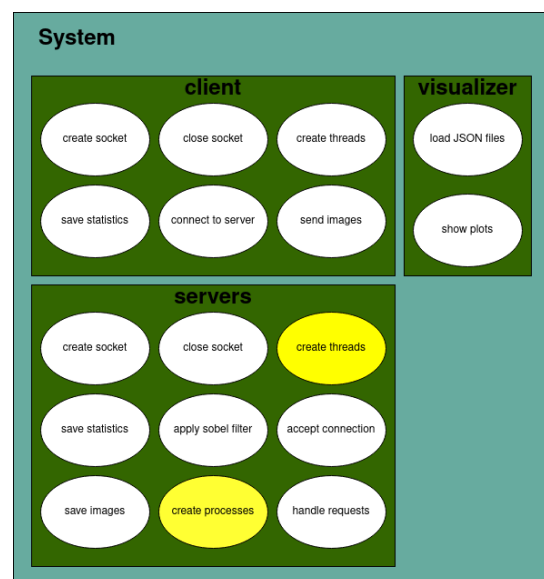 System
client
visualizer
create socket
close socket
create threads
load JSON files
save statistics
connect to server
send images
show plots
servers
create socket
close socket
create threads
save statistics
apply sobel filter
accept connection
save images
create processes
handle requests